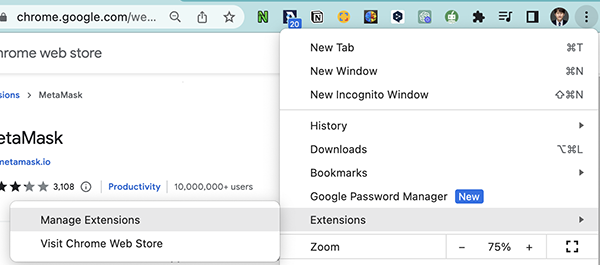 chrome.google.com/we...
20
New Tab ⌘T
hrome web store
New Window ⌘N
New Incognito Window ⇧⌘N
sions > MetaMask
History
etaMask
Downloads ⌥⌘L
metamask.io
Bookmarks
3,108 Productivity 10,000,000+ users
Google Password Manager New
Manage Extensions
Extensions
Visit Chrome Web Store
Zoom − 75% +